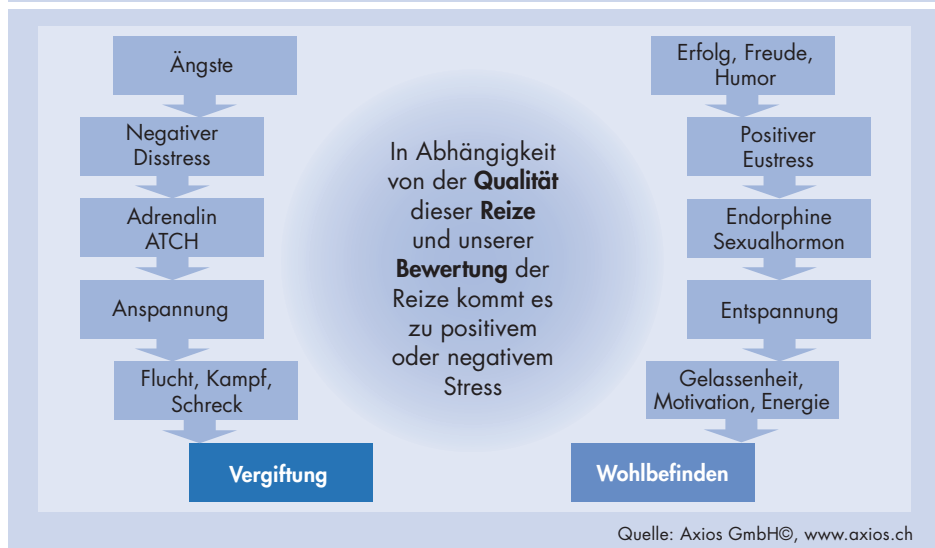 Ängste
Negativer
Disstress
Adrenalin
ATCH
Anspannung
Flucht, Kampf,
Schreck
Vergiftung
In Abhängigkeit
von der Qualität
dieser Reize
und unserer
Bewertung der
Reize kommt es
zu positivem
oder negativem
Stress
Erfolg, Freude,
Humor
Positiver
Eustress
Endorphine
Sexualhormon
Entspannung
Gelassenheit,
Motivation, Energie
Wohlbefinden
Quelle: Axios GmbH©, www.axios.ch